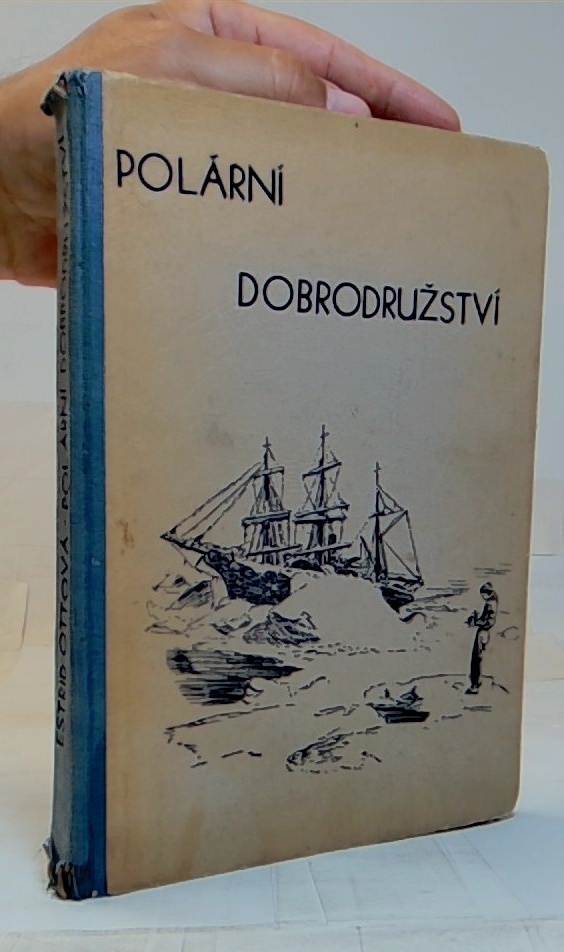 POLÁRNÍ
DOBRODRUŽSTVÍ
ESTRID OTTOVÁ - POLÁRNÍ DOBRODRUŽSTVÍ